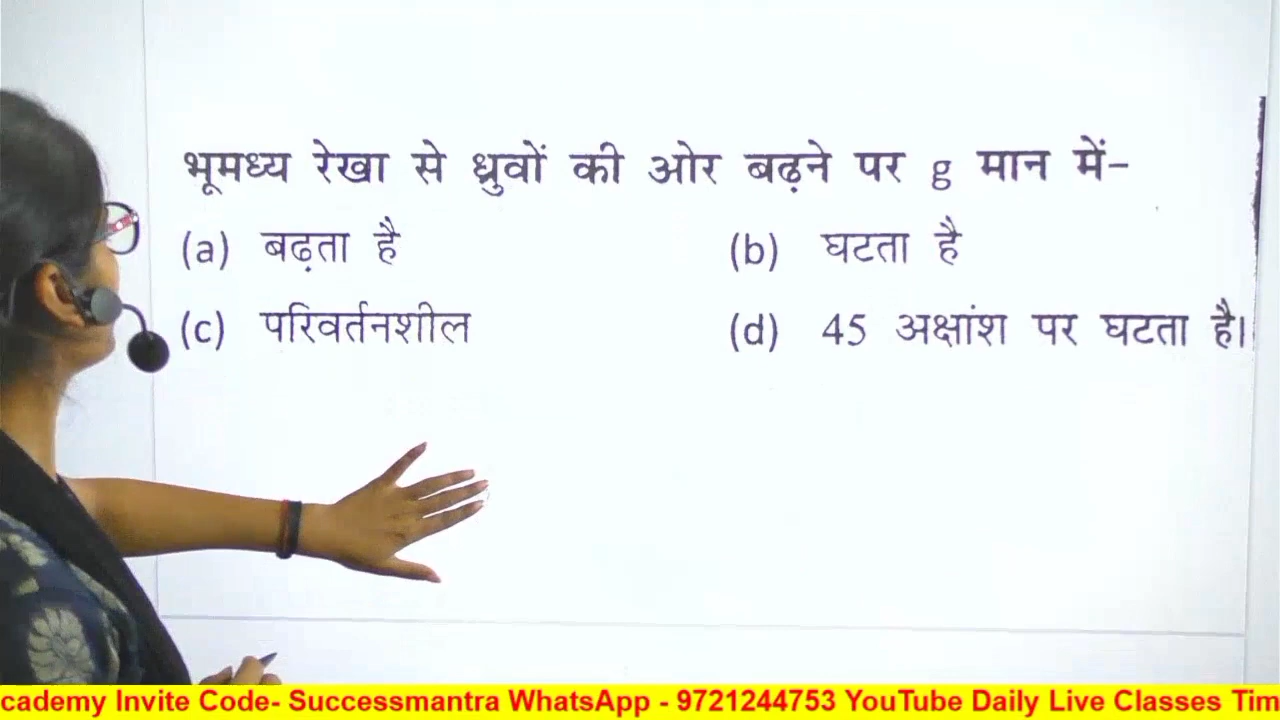 भूमध्य रेखा से ध्रुवों की ओर बढ़ने पर g मान में-
(a) बढ़ता है (b) घटता है
(c) परिवर्तनशील (d) 45 अक्षांश पर घटता है।
cademy Invite Code- Successmantra WhatsApp - 9721244753 YouTube Daily Live Classes Tim